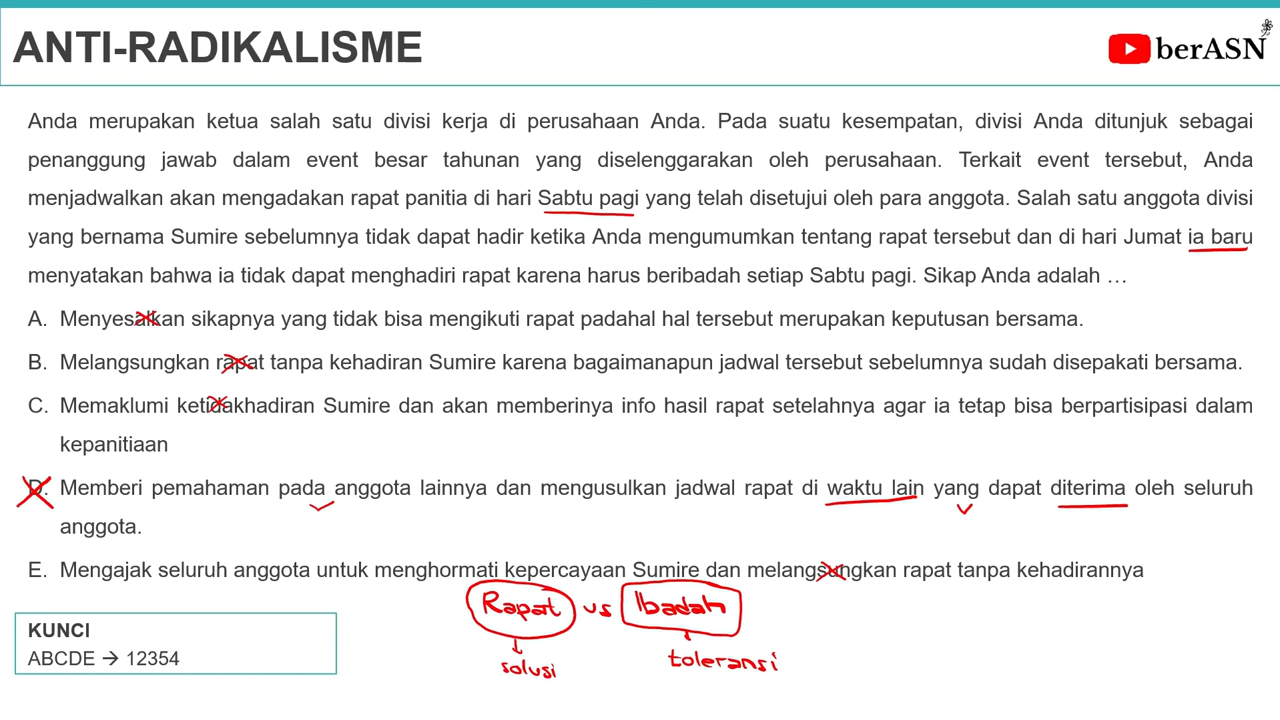 ANTI-RADIKALISME
berASN
Anda merupakan ketua salah satu divisi kerja di perusahaan Anda. Pada suatu kesempatan, divisi Anda ditunjuk sebagai
penanggung jawab dalam event besar tahunan yang diselenggarakan oleh perusahaan. Terkait event tersebut, Anda
menjadwalkan akan mengadakan rapat panitia di hari Sabtu pagi yang telah disetujui oleh para anggota. Salah satu anggota divisi
yang bernama Sumire sebelumnya tidak dapat hadir ketika Anda mengumumkan tentang rapat tersebut dan di hari Jumat ia baru
menyatakan bahwa ia tidak dapat menghadiri rapat karena harus beribadah setiap Sabtu pagi. Sikap Anda adalah …
A. Menyesalkan sikapnya yang tidak bisa mengikuti rapat padahal hal tersebut merupakan keputusan bersama.
B. Melangsungkan rapat tanpa kehadiran Sumire karena bagaimanapun jadwal tersebut sebelumnya sudah disepakati bersama.
C. Memaklumi ketidakhadiran Sumire dan akan memberinya info hasil rapat setelahnya agar ia tetap bisa berpartisipasi dalam
kepanitiaan
D. Memberi pemahaman pada anggota lainnya dan mengusulkan jadwal rapat di waktu lain yang dapat diterima oleh seluruh
anggota.
E. Mengajak seluruh anggota untuk menghormati kepercayaan Sumire dan melangsungkan rapat tanpa kehadirannya
Rapat vs Ibadah
solusi toleransi
KUNCI
ABCDE → 12354